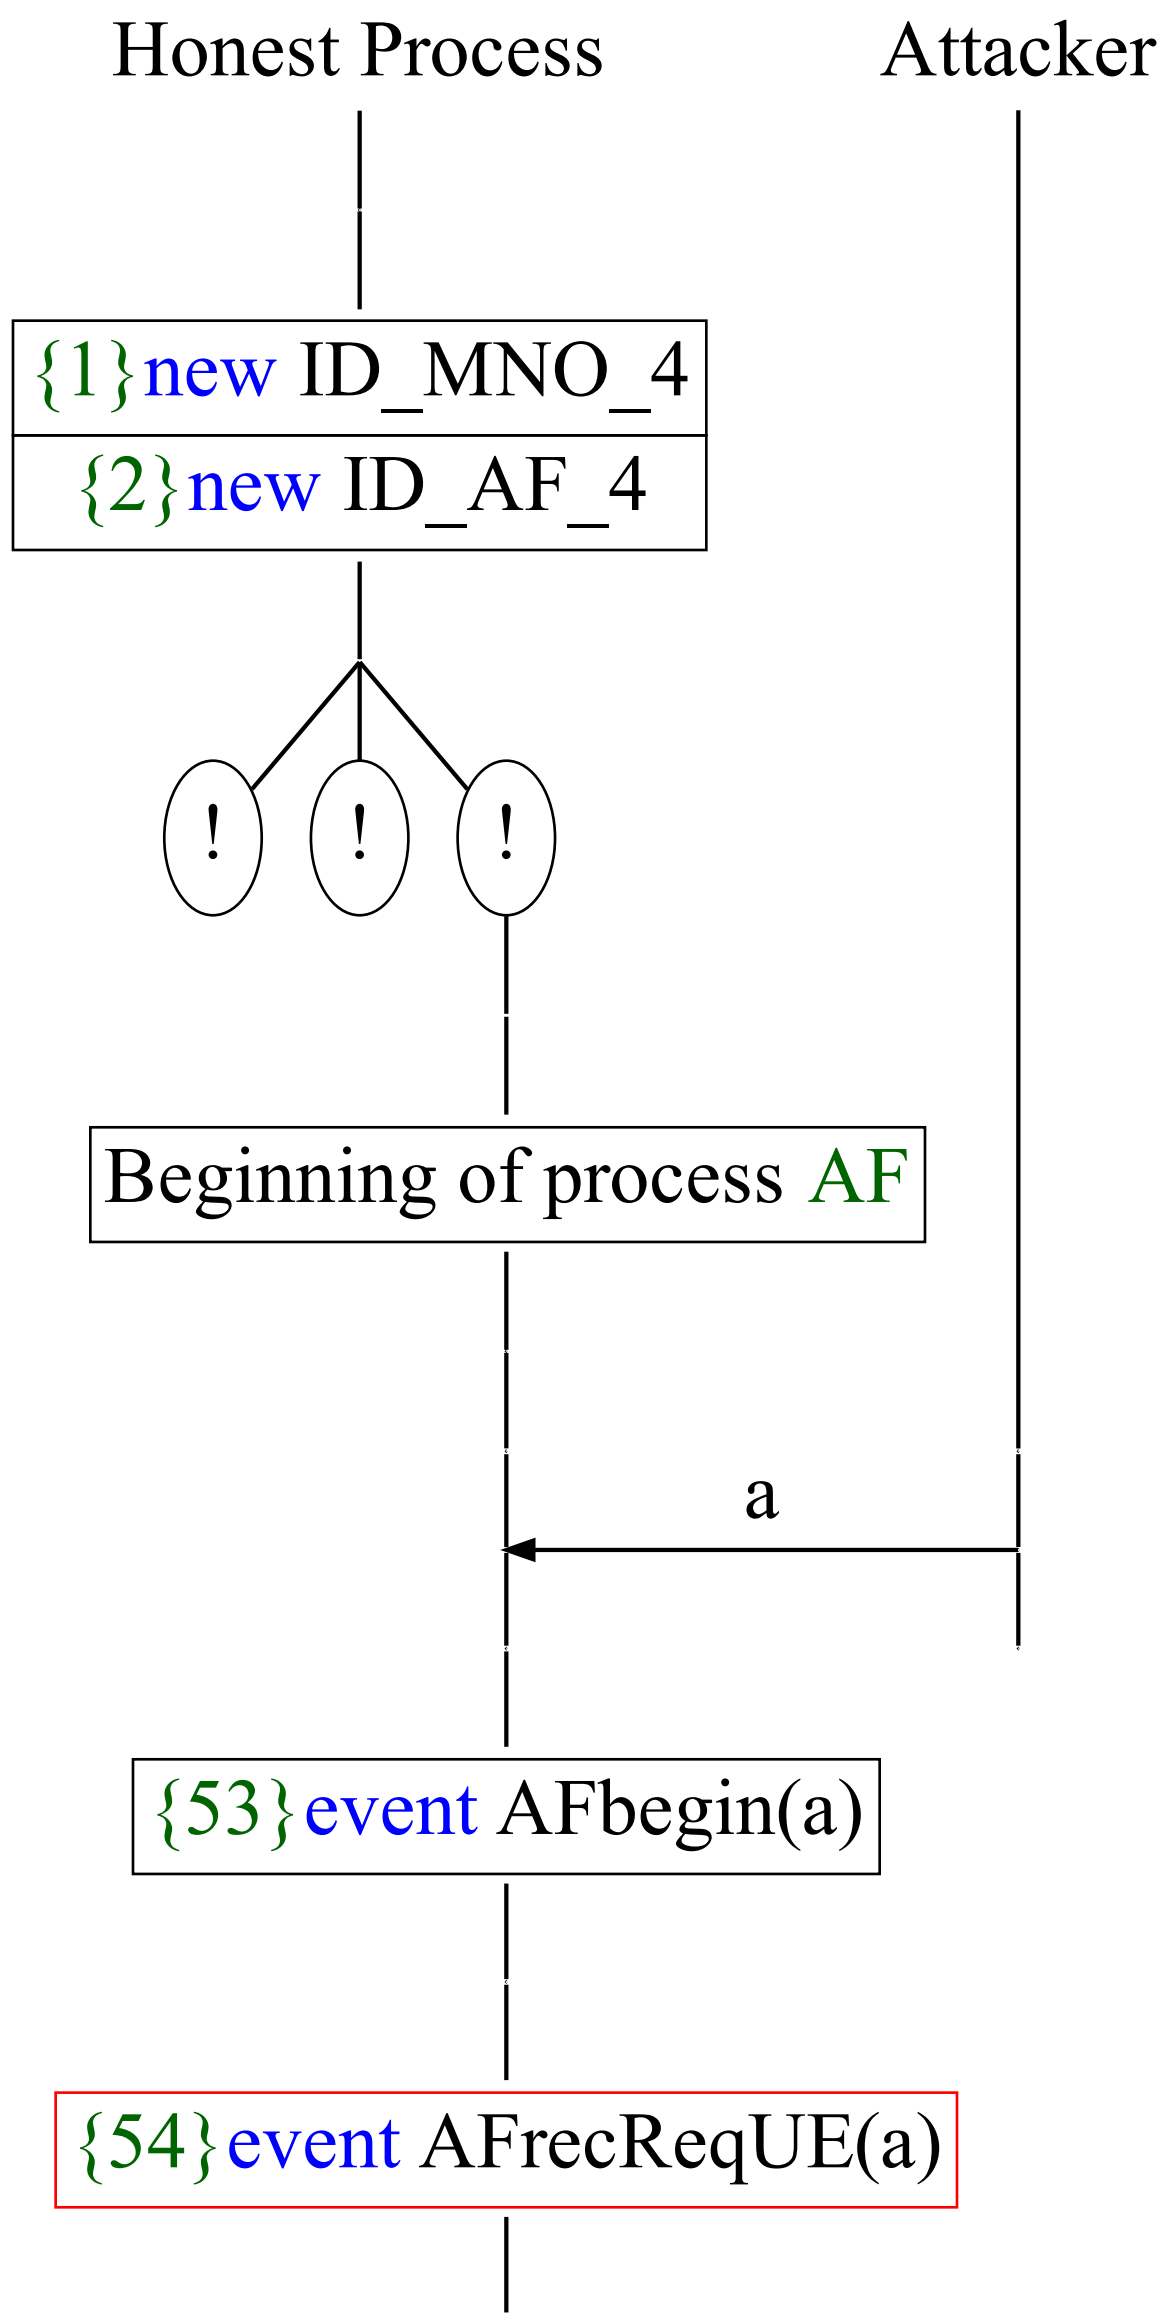 Honest Process Attacker
{1}new ID_MNO_4
{2}new ID_AF_4
! ! !
Beginning of process AF
a
{53}event AFbegin(a)
{54}event AFrecReqUE(a)